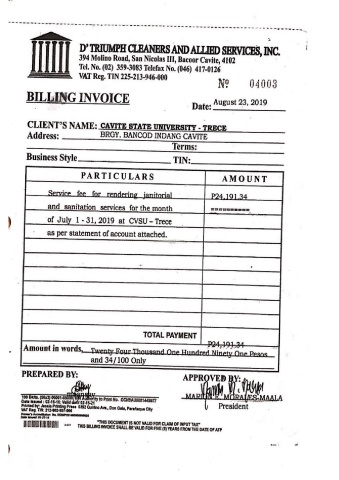 D'TRIUMPH CLEANERS AND ALLIED SERVICES, INC.
394 Molino Road, San Nicolas III, Bacoor Cavite, 4102
Tel. No. (02) 359-3083 Telefax No. (046) 417-0126
VAT Reg. TIN 225-213-946-000
Nº 04003
BILLING INVOICE
Date: August 23, 2019
CLIENT'S NAME: CAVITE STATE UNIVERSITY - TRECE
Address: BRGY. BANCOD INDANG CAVITE
Terms:
Business Style TIN:
PARTICULARS AMOUNT
Service fee for rendering janitorial P24,191.34
and sanitation services for the month ==========
of July 1 - 31, 2019 at CVSU - Trece
as per statement of account attached.
TOTAL PAYMENT P24,191.34
Amount in words, Twenty Four Thousand One Hundred Ninety One Pesos
and 34/100 Only
PREPARED BY: APPROVED BY:
MORALES-MAALA
President
"THIS DOCUMENT IS NOT VALID FOR CLAIM OF INPUT TAX"
THIS BILLING INVOICE SHALL BE VALID FOR FIVE (5) YEARS FROM THE DATE OF ATP